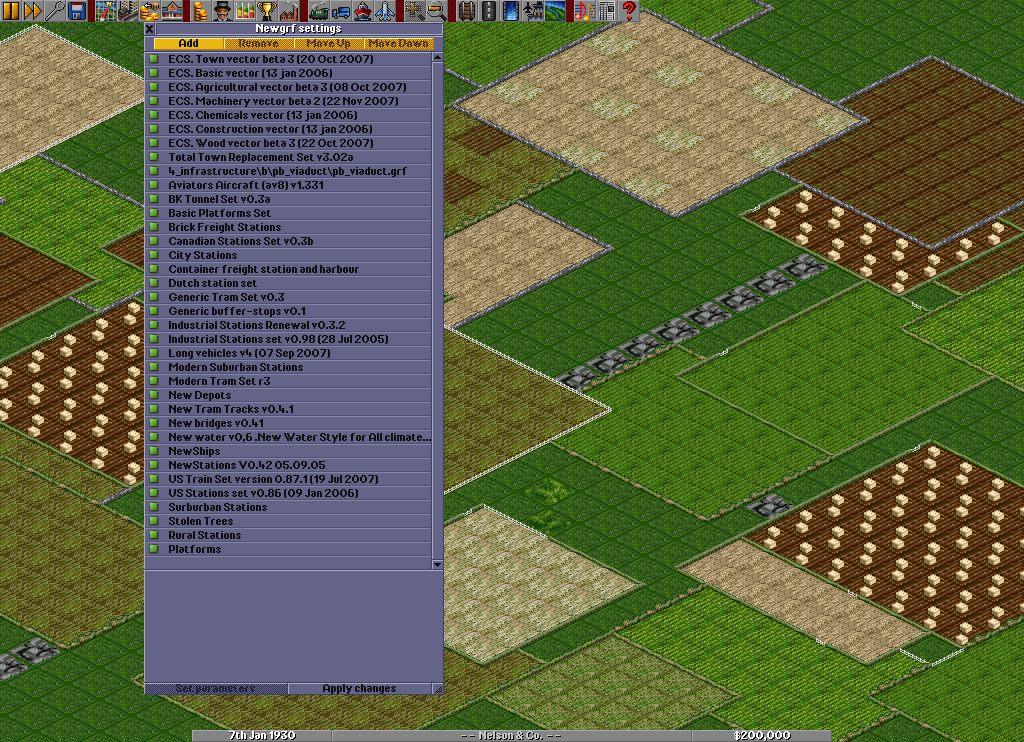 X Newgrf settings
Add Remove Move Up Move Down
ECS. Town vector beta 3 (20 Oct 2007)
ECS. Basic vector (13 jan 2006)
ECS. Agricultural vector beta 3 (08 Oct 2007)
ECS. Machinery vector beta 2 (22 Nov 2007)
ECS. Chemicals vector (13 jan 2006)
ECS. Construction vector (13 jan 2006)
ECS. Wood vector beta 3 (22 Oct 2007)
Total Town Replacement Set v3.02a
4_infrastructure\b\pb_viaduct\pb_viaduct.grf
Aviators Aircraft (av8) v1.331
BK Tunnel Set v0.3a
Basic Platforms Set
Brick Freight Stations
Canadian Stations Set v0.3b
City Stations
Container freight station and harbour
Dutch station set
Generic Tram Set v0.3
Generic buffer-stops v0.1
Industrial Stations Renewal v0.3.2
Industrial Stations set v0.98 (28 Jul 2005)
Long vehicles v4 (07 Sep 2007)
Modern Suburban Stations
Modern Tram Set r3
New Depots
New Tram Tracks v0.4.1
New bridges v0.41
New water v0,6 .New Water Style for All climate...
NewShips
NewStations V0.42 05.09.05
US Train Set version 0.87.1 (19 Jul 2007)
US Stations set v0.86 (09 Jan 2006)
Surburban Stations
Stolen Trees
Rural Stations
Platforms
Set parameters Apply changes
7th Jan 1930 -- Nelson & Co. -- $200,000